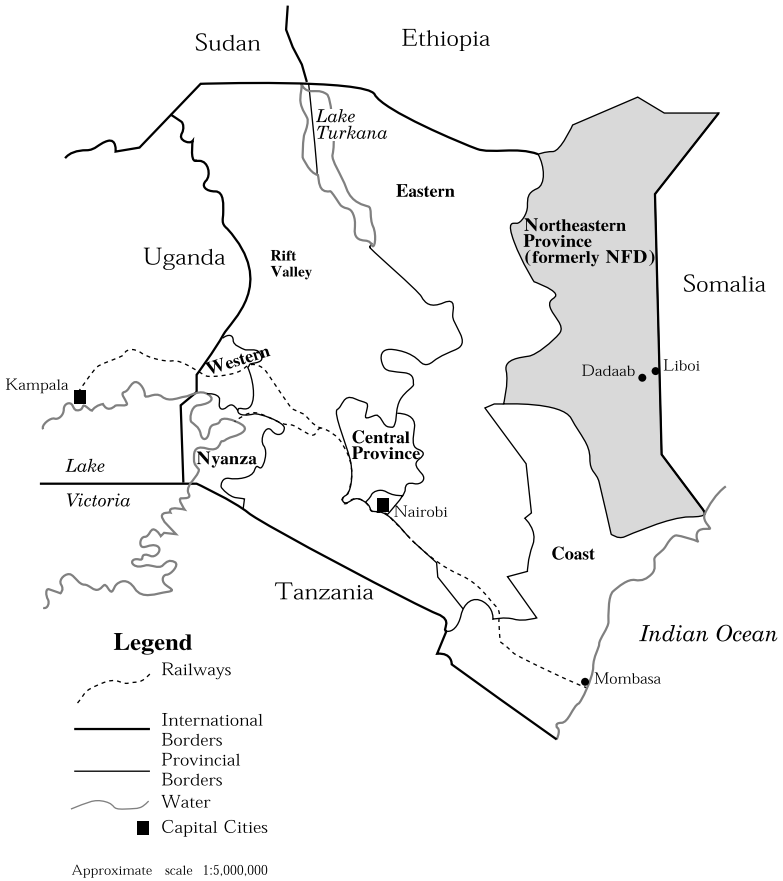 Sudan
Ethiopia
Lake
Turkana
Eastern
Northeastern
Province
(formerly NFD)
Uganda
Rift
Valley
Somalia
Western
Kampala
Dadaab
Liboi
Central
Province
Nyanza
Lake
Victoria
Nairobi
Coast
Tanzania
Indian Ocean
Mombasa
Legend
Railways
International
Borders
Provincial
Borders
Water
Capital Cities
Approximate scale 1:5,000,000